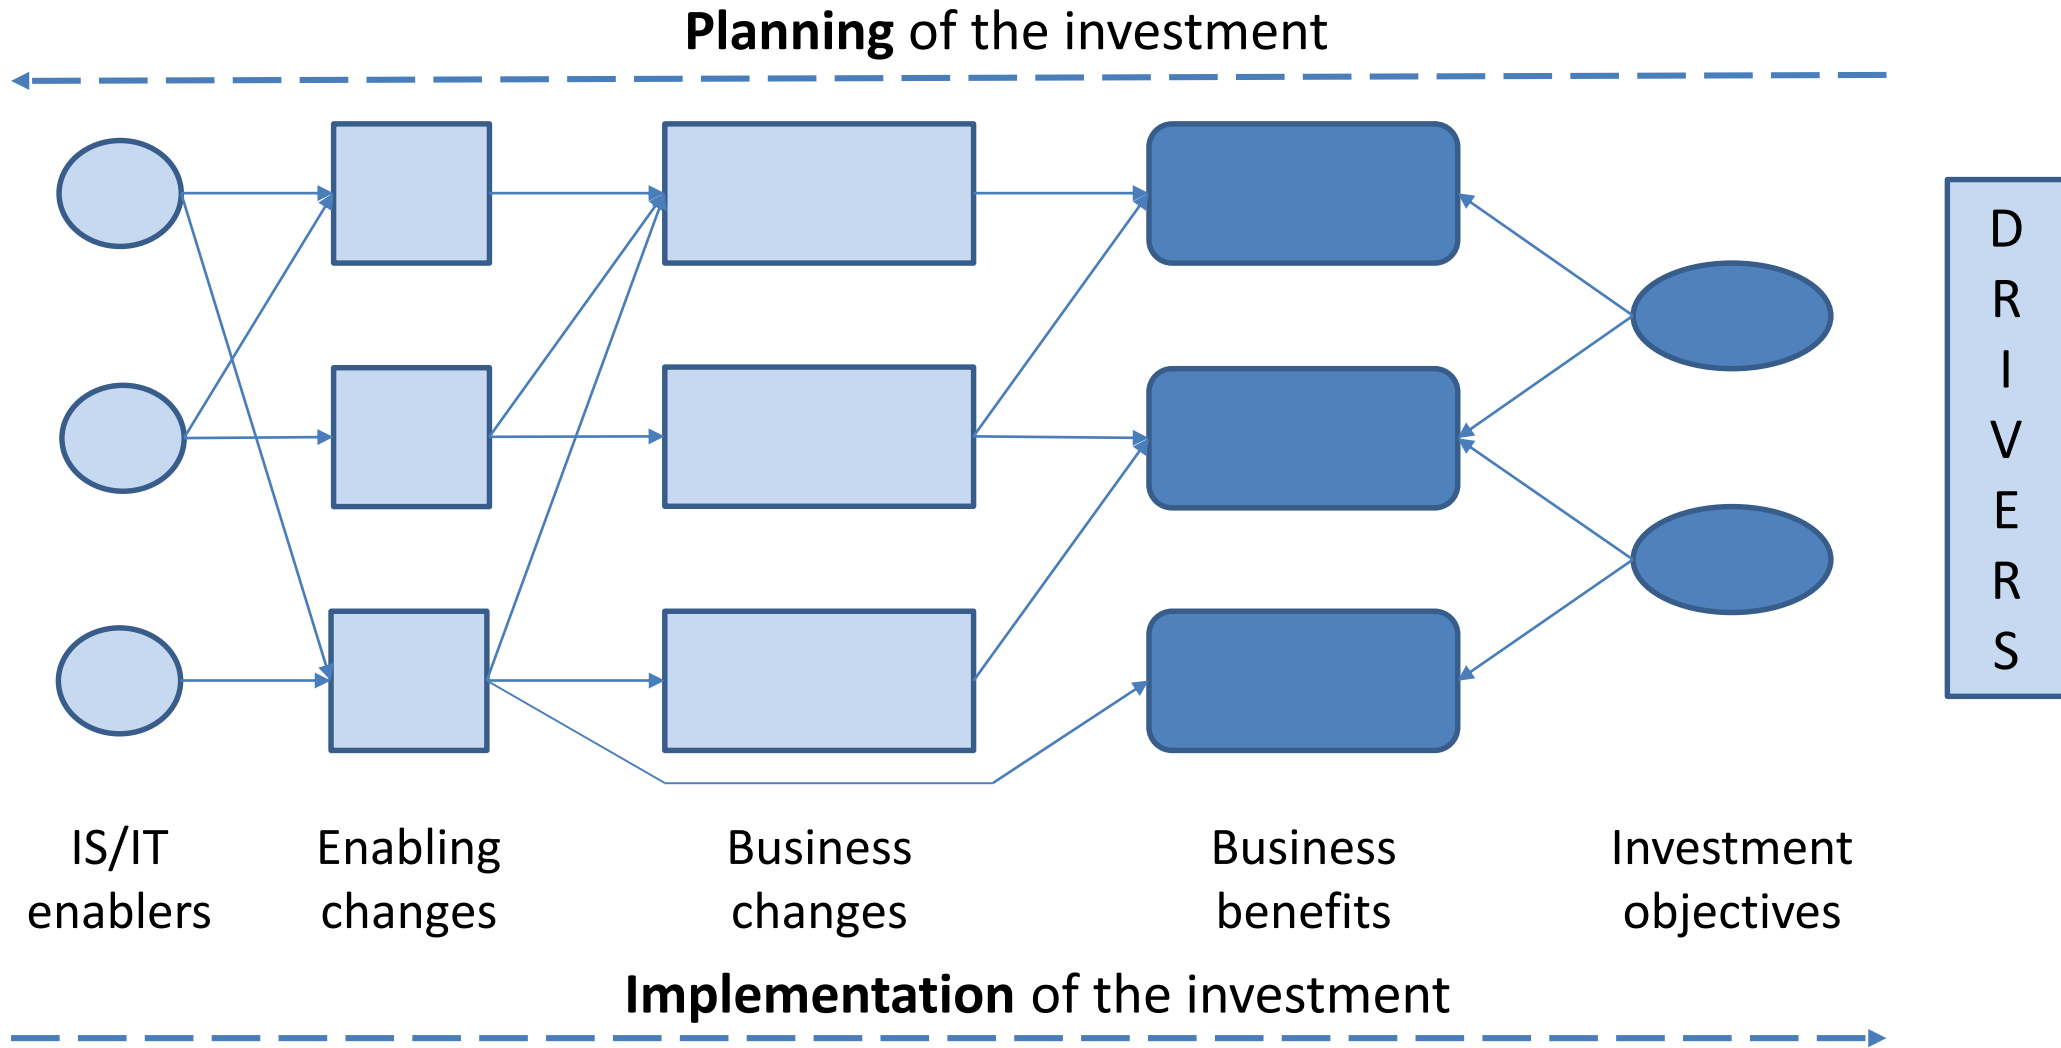 Planning of the investment
D
R
I
V
E
R
S
IS/IT
enablers
Enabling
changes
Business
changes
Business
benefits
Investment
objectives
Implementation of the investment